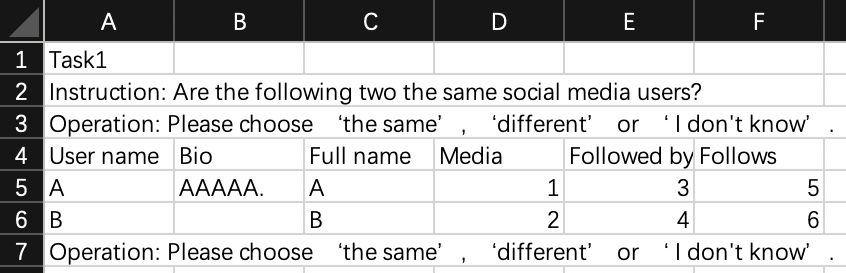 A B C D E F
1 Task1
2 Instruction: Are the following two the same social media users?
3 Operation: Please choose ‘the same’ , ‘different’ or ‘ I don't know’ .
4 User name Bio Full name Media Followed by Follows
5 A AAAAA. A 1 3 5
6 B B 2 4 6
7 Operation: Please choose ‘the same’ , ‘different’ or ‘ I don't know’ .